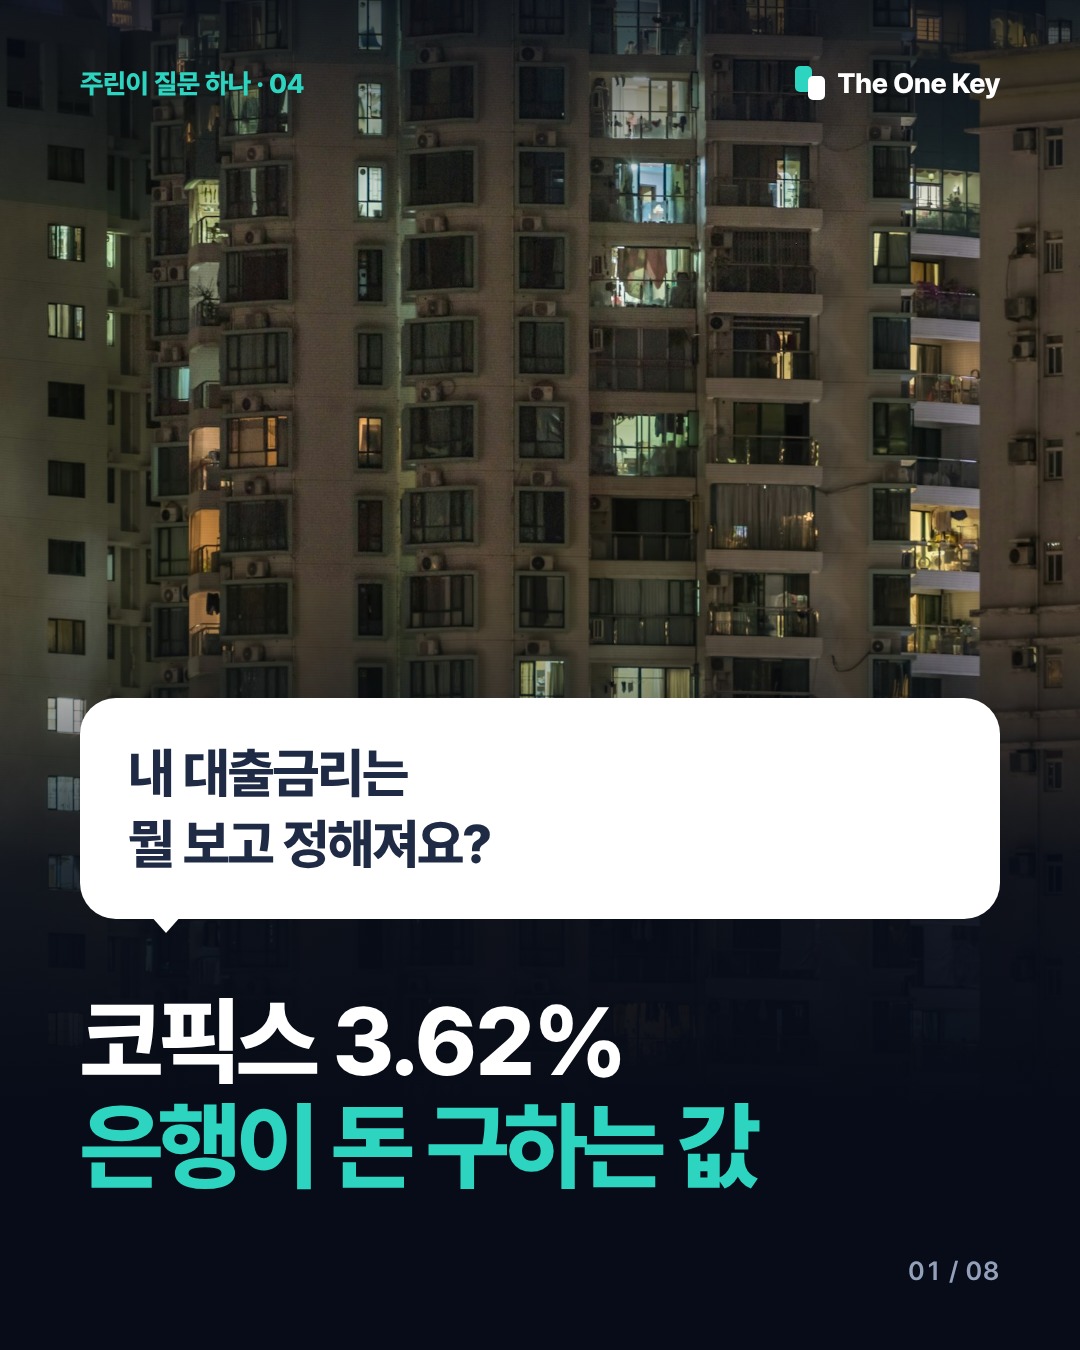 주린이 질문 하나 · 04
The One Key
내 대출금리는
뭘 보고 정해져요?
코픽스 3.62%
은행이 돈 구하는 값
01 / 08